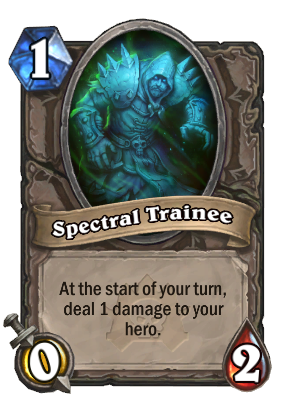 1
Spectral Trainee
At the start of your turn,
deal 1 damage to your
hero.
0
2